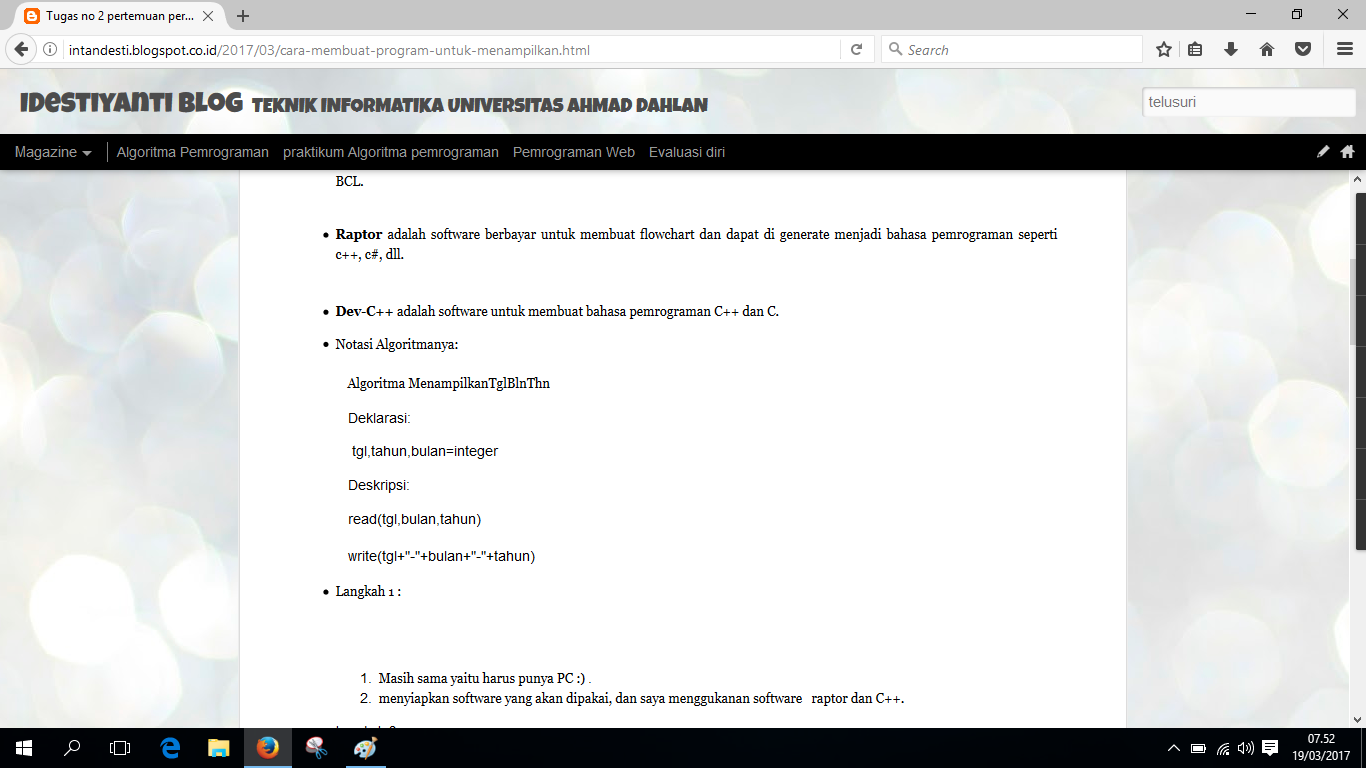 Tugas no 2 pertemuan per...
intandesti.blogspot.co.id/2017/03/cara-membuat-program-untuk-menampilkan.html
Search
Idestiyanti Blog TEKNIK INFORMATIKA UNIVERSITAS AHMAD DAHLAN
telusuri
Magazine Algoritma Pemrograman praktikum Algoritma pemrograman Pemrograman Web Evaluasi diri
BCL.
Raptor adalah software berbayar untuk membuat flowchart dan dapat di generate menjadi bahasa pemrograman seperti
c++, c#, dll.
Dev-C++ adalah software untuk membuat bahasa pemrograman C++ dan C.
Notasi Algoritmanya:
Algoritma MenampilkanTglBlnThn
Deklarasi:
tgl,tahun,bulan=integer
Deskripsi:
read(tgl,bulan,tahun)
write(tgl+"-"+bulan+"-"+tahun)
Langkah 1 :
1. Masih sama yaitu harus punya PC :) .
2. menyiapkan software yang akan dipakai, dan saya menggukanan software raptor dan C++.
07.52
19/03/2017